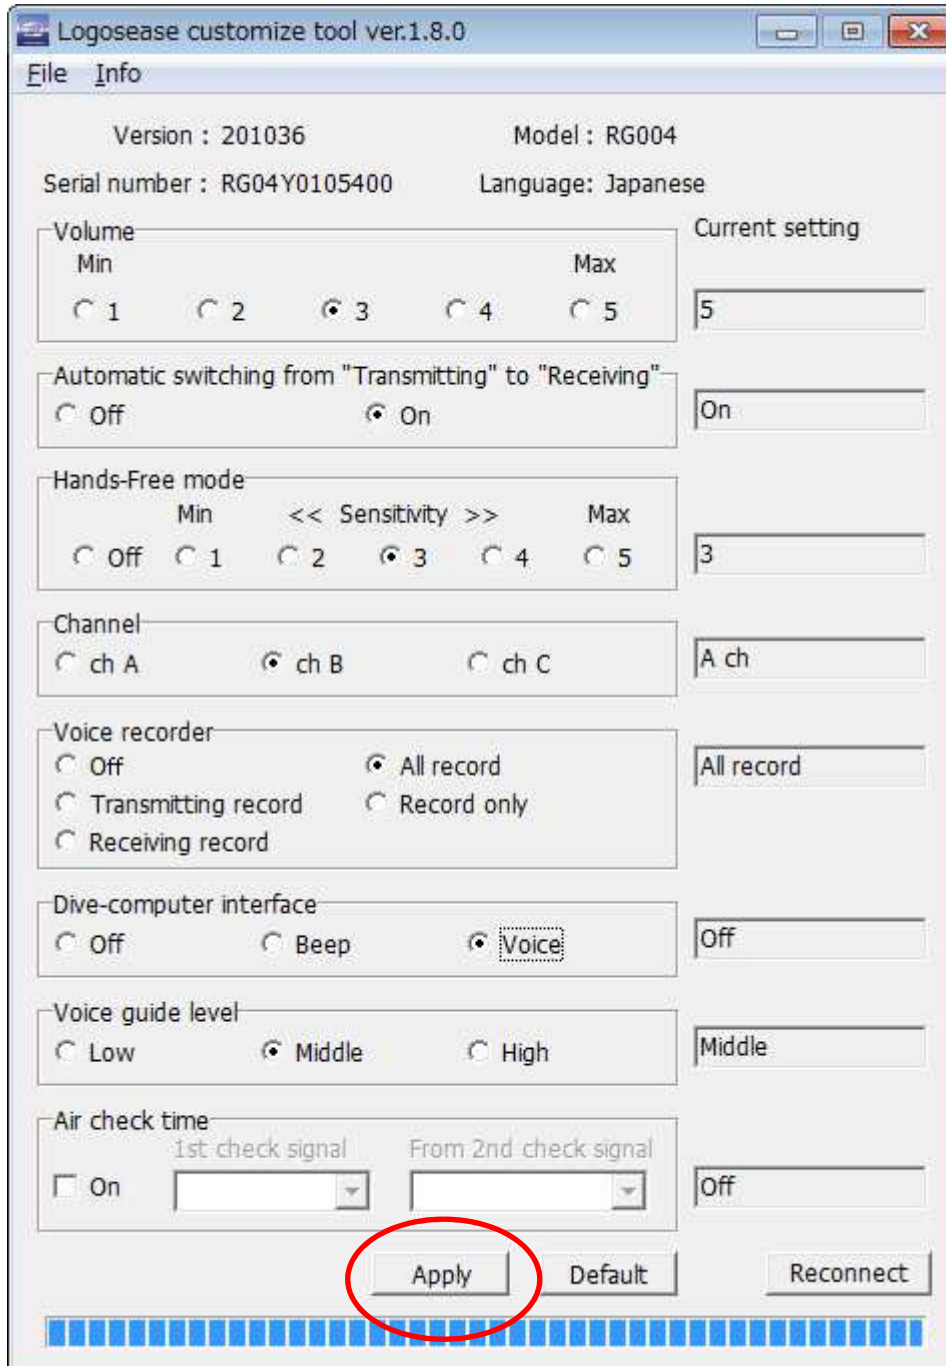 Logosease customize tool ver.1.8.0
File Info
Version : 201036 Model : RG004
Serial number : RG04Y0105400 Language: Japanese
Volume Current setting
Min Max
1 2 3 4 5 5
Automatic switching from "Transmitting" to "Receiving"
Off On On
Hands-Free mode
Min << Sensitivity >> Max
Off 1 2 3 4 5 3
Channel
ch A ch B ch C A ch
Voice recorder
Off All record All record
Transmitting record Record only
Receiving record
Dive-computer interface
Off Beep Voice Off
Voice guide level
Low Middle High Middle
Air check time
1st check signal From 2nd check signal
On Off
Apply Default Reconnect